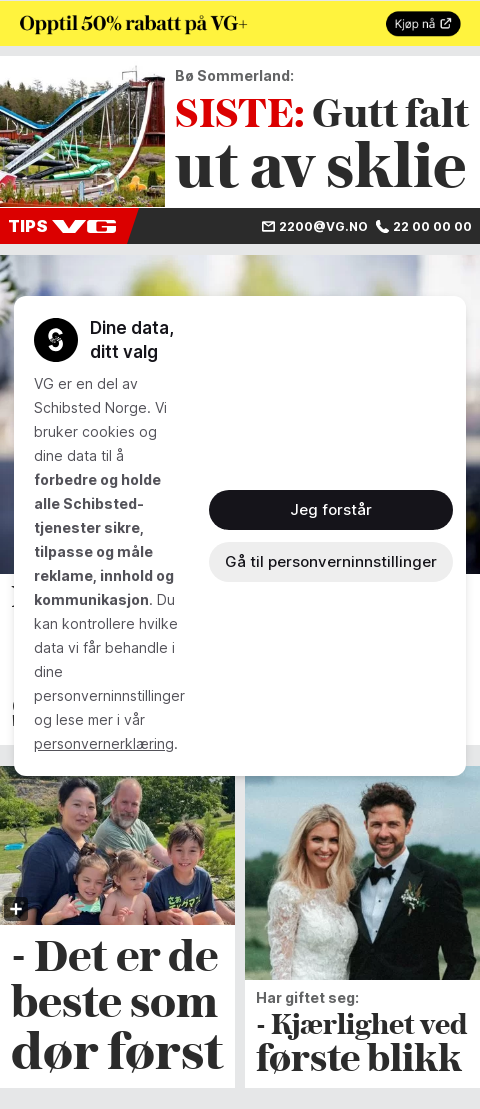 Opptil 50% rabatt på VG+
Kjøp nå
Bø Sommerland:
SISTE: Gutt falt
ut av sklie
TIPS VG
2200@VG.NO 22 00 00 00
Dine data,
ditt valg
VG er en del av
Schibsted Norge. Vi
bruker cookies og
dine data til å
forbedre og holde
alle Schibsted-
tjenester sikre,
tilpasse og måle
reklame, innhold og
kommunikasjon. Du
kan kontrollere hvilke
data vi får behandle i
dine
personverninnstillinger
og lese mer i vår
personvernerklæring.
Jeg forstår
Gå til personverninnstillinger
- Det er de
beste som
dør først
Har giftet seg:
- Kjærlighet ved
første blikk